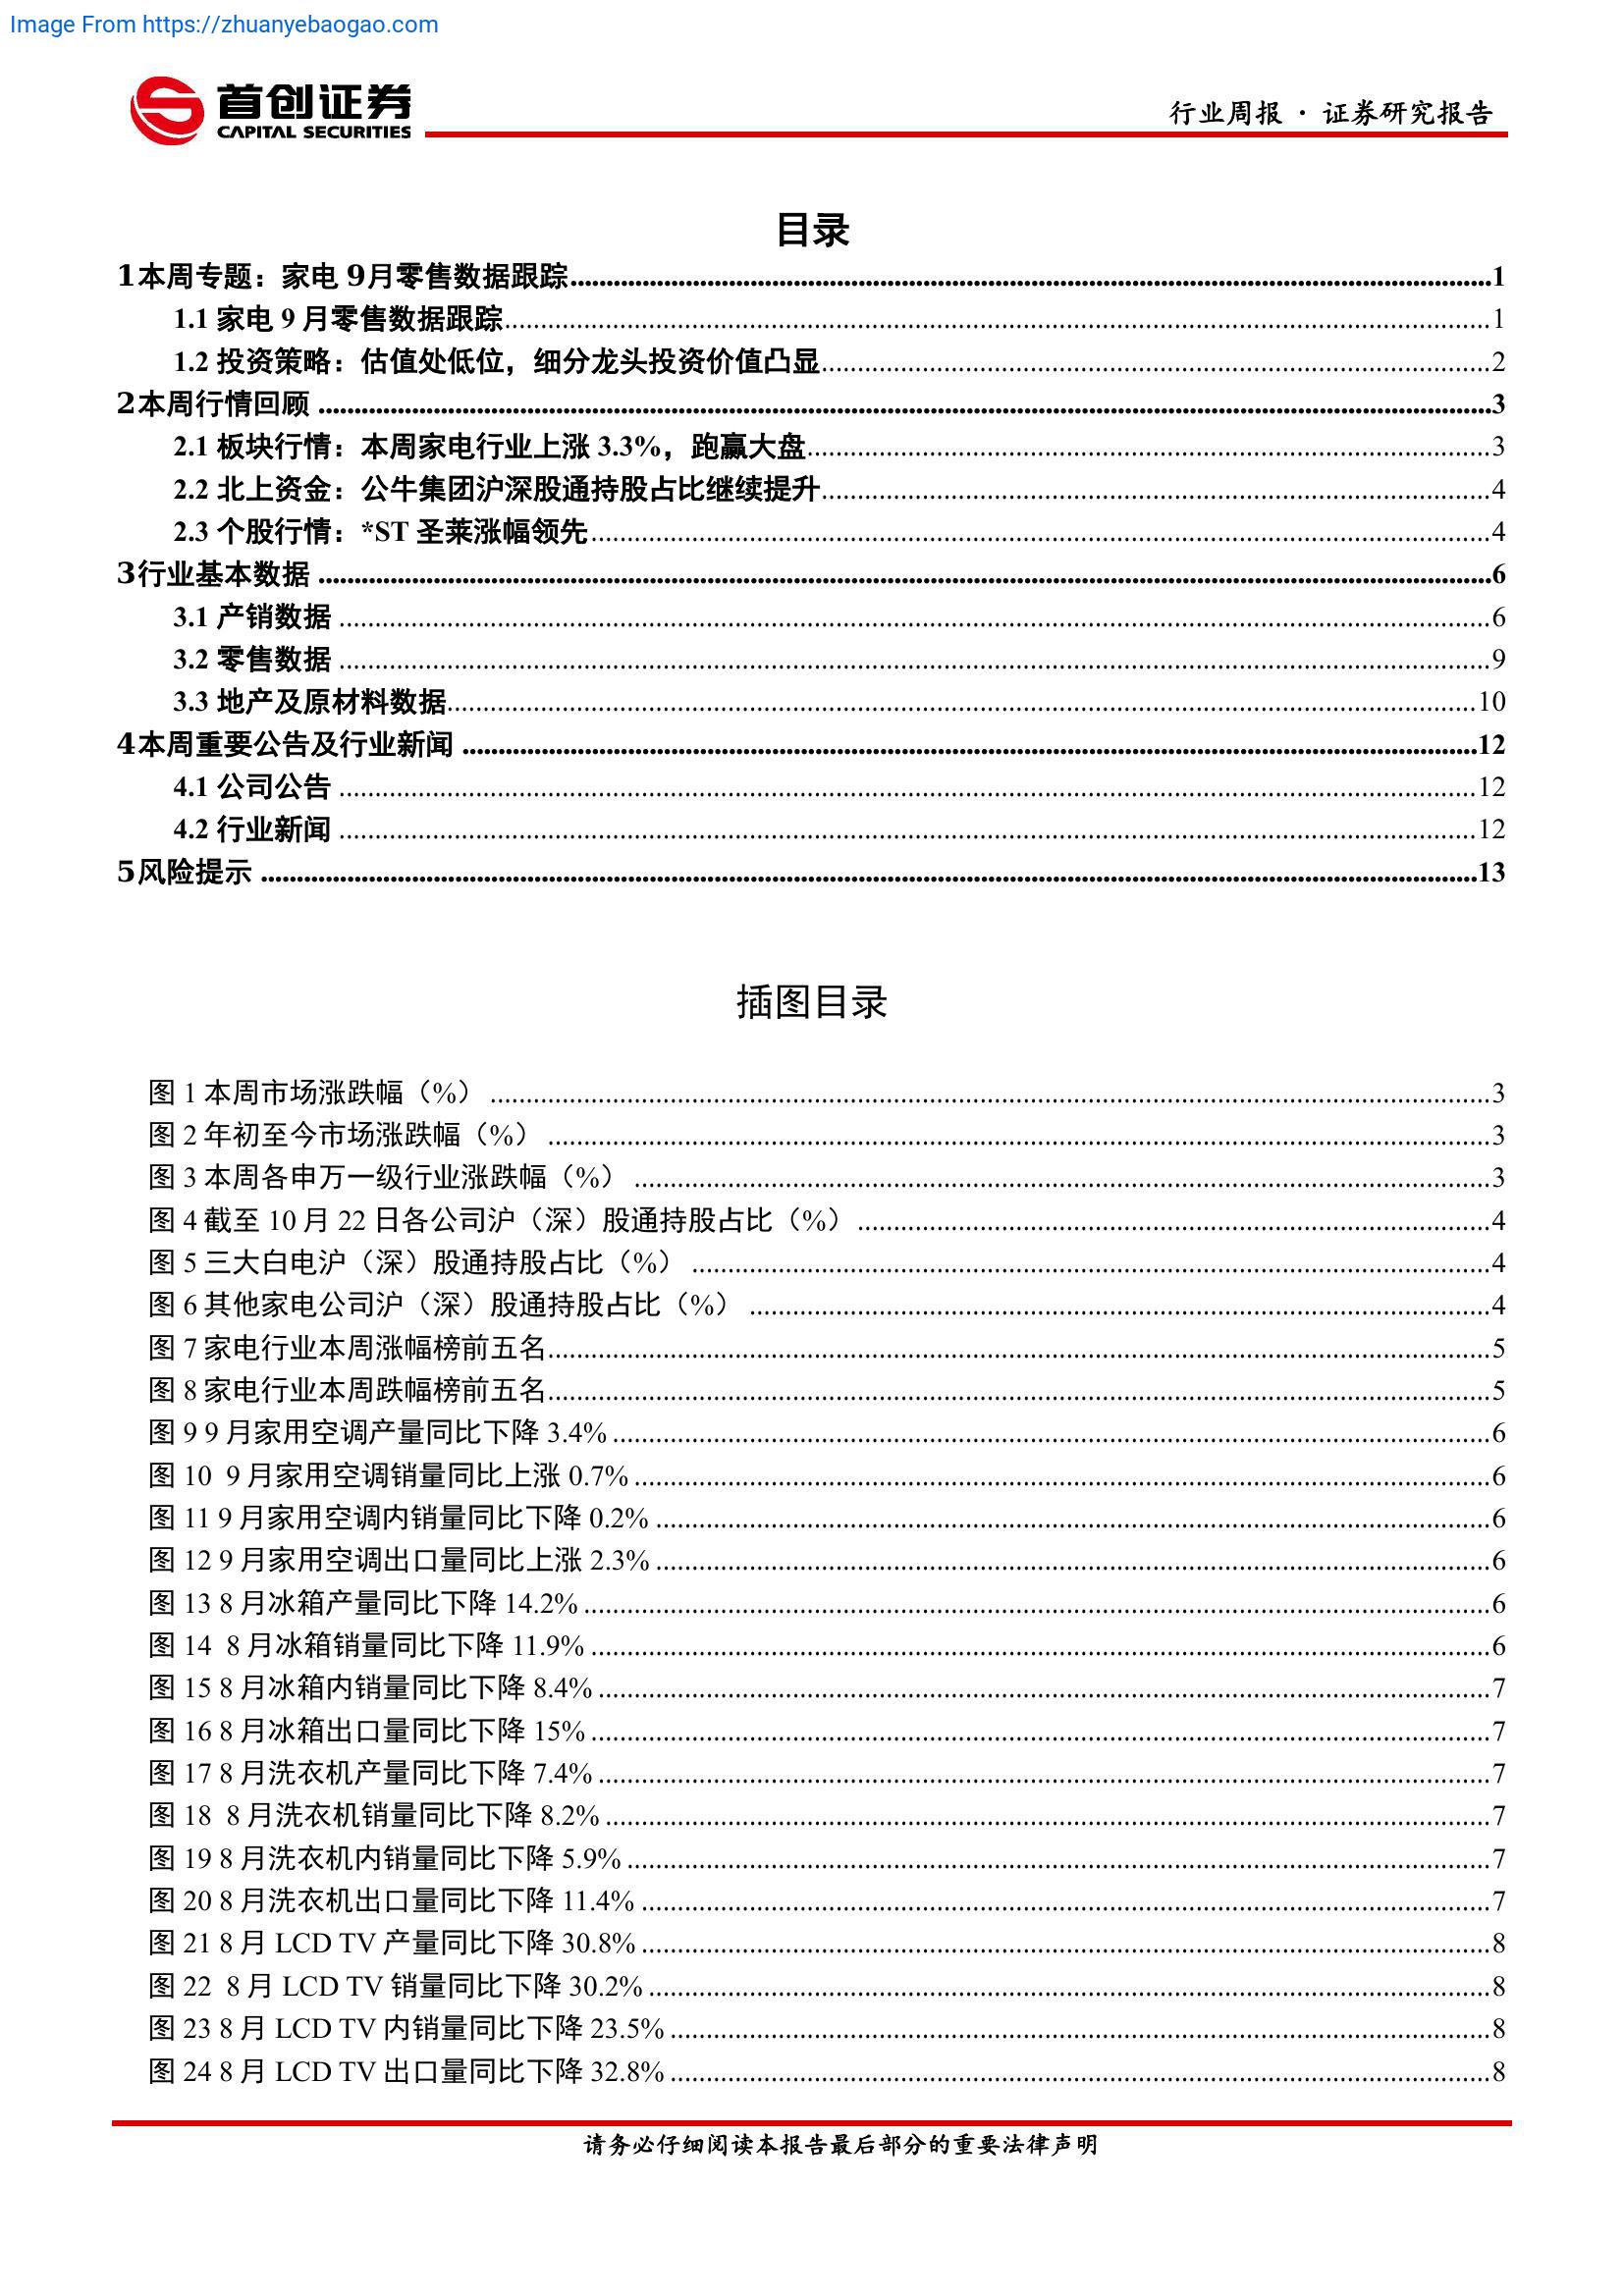 Image From https://zhuanyebaogao.com
首创证券
CAPITAL SECURITIES
行业周报 · 证券研究报告
目录
1本周专题：家电9月零售数据跟踪........1
1.1 家电 9 月零售数据跟踪........1
1.2 投资策略：估值处低位，细分龙头投资价值凸显........2
2本周行情回顾 ........3
2.1 板块行情：本周家电行业上涨 3.3%，跑赢大盘........3
2.2 北上资金：公牛集团沪深股通持股占比继续提升........4
2.3 个股行情：*ST 圣莱涨幅领先........4
3行业基本数据 ........6
3.1 产销数据 ........6
3.2 零售数据 ........9
3.3 地产及原材料数据........10
4本周重要公告及行业新闻 ........12
4.1 公司公告 ........12
4.2 行业新闻 ........12
5风险提示 ........13
插图目录
图 1 本周市场涨跌幅（%） ........3
图 2 年初至今市场涨跌幅（%） ........3
图 3 本周各申万一级行业涨跌幅（%） ........3
图 4 截至 10 月 22 日各公司沪（深）股通持股占比（%）........4
图 5 三大白电沪（深）股通持股占比（%） ........4
图 6 其他家电公司沪（深）股通持股占比（%） ........4
图 7 家电行业本周涨幅榜前五名........5
图 8 家电行业本周跌幅榜前五名........5
图 9 9 月家用空调产量同比下降 3.4%........6
图 10 9 月家用空调销量同比上涨 0.7%........6
图 11 9 月家用空调内销量同比下降 0.2%........6
图 12 9 月家用空调出口量同比上涨 2.3%........6
图 13 8 月冰箱产量同比下降 14.2%........6
图 14 8 月冰箱销量同比下降 11.9%........6
图 15 8 月冰箱内销量同比下降 8.4%........7
图 16 8 月冰箱出口量同比下降 15%........7
图 17 8 月洗衣机产量同比下降 7.4%........7
图 18 8 月洗衣机销量同比下降 8.2%........7
图 19 8 月洗衣机内销量同比下降 5.9%........7
图 20 8 月洗衣机出口量同比下降 11.4%........7
图 21 8 月 LCD TV 产量同比下降 30.8%........8
图 22 8 月 LCD TV 销量同比下降 30.2%........8
图 23 8 月 LCD TV 内销量同比下降 23.5%........8
图 24 8 月 LCD TV 出口量同比下降 32.8%........8
请务必仔细阅读本报告最后部分的重要法律声明